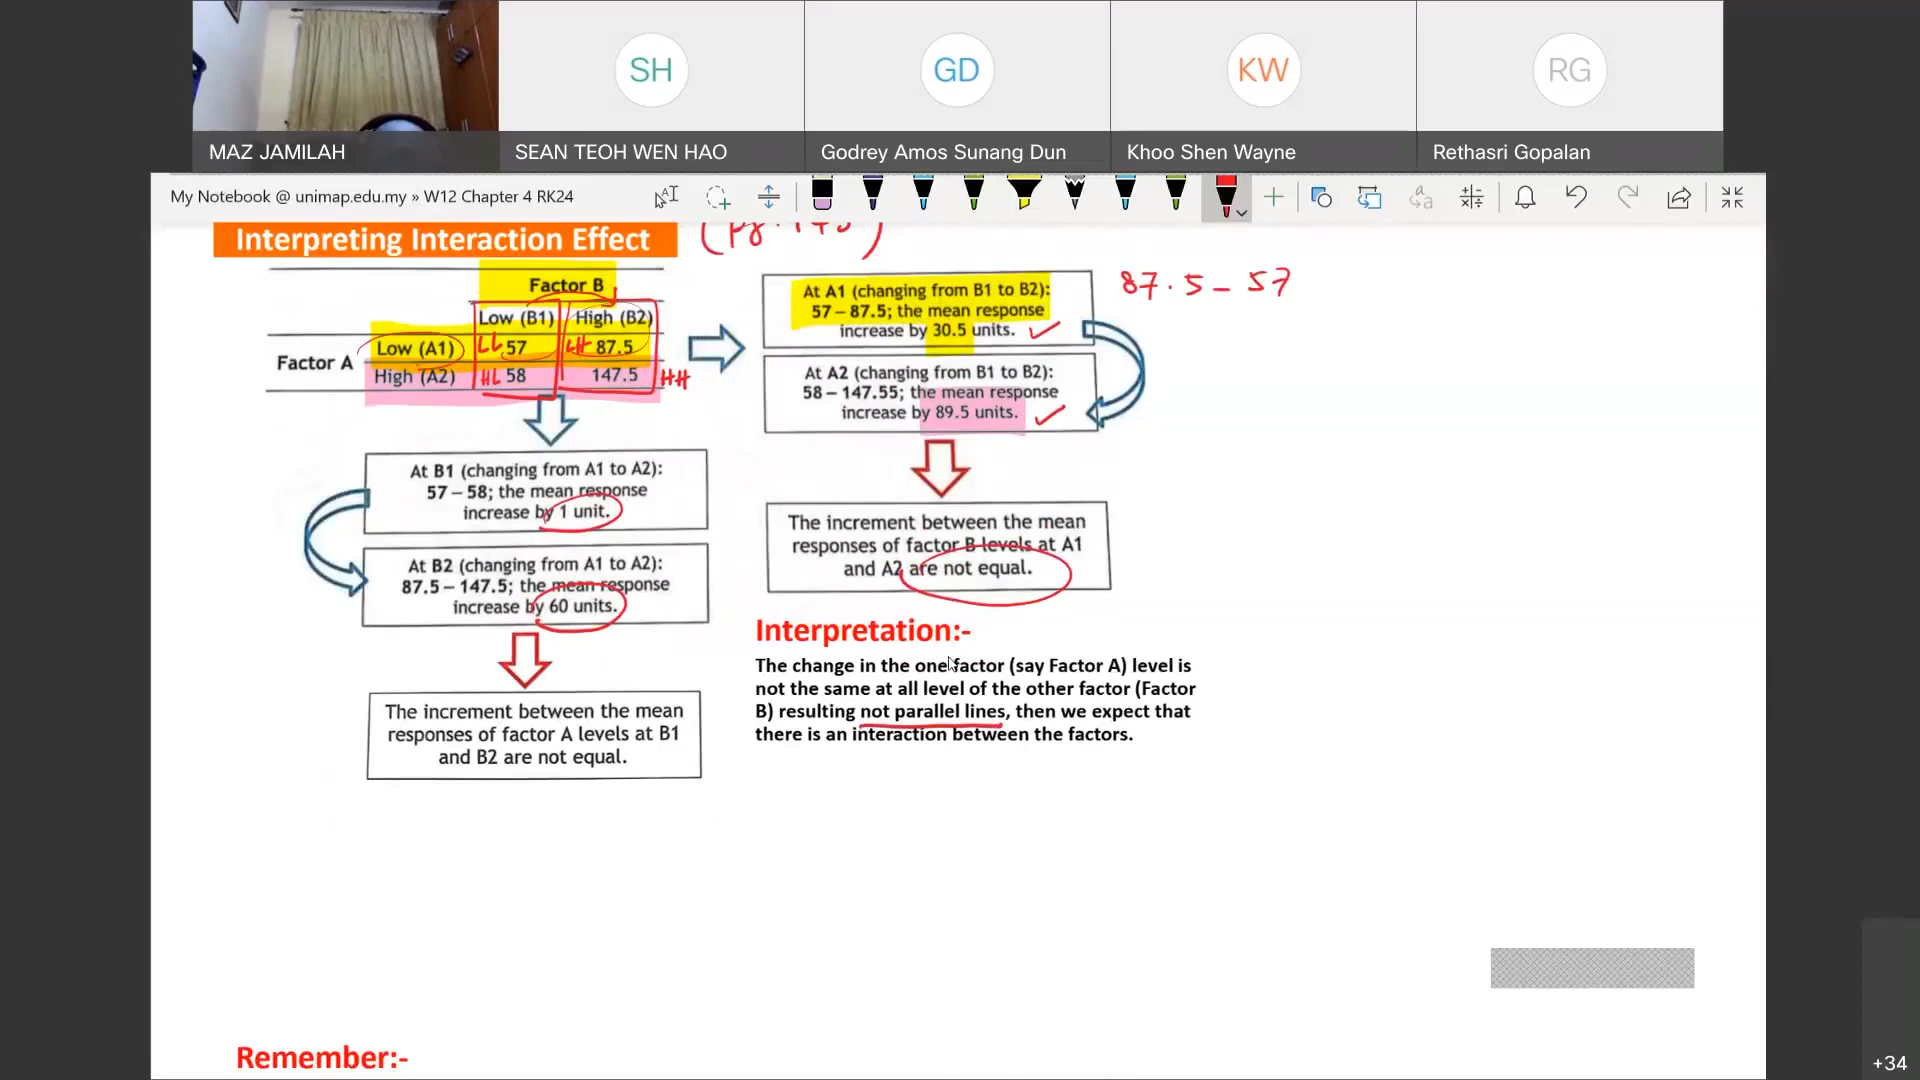 SH
GD
KW
RG
MAZ JAMILAH
SEAN TEOH WEN HAO
Godrey Amos Sunang Dun
Khoo Shen Wayne
Rethasri Gopalan
My Notebook @ unimap.edu.my » W12 Chapter 4 RK24
Interpreting Interaction Effect
Factor B
Low (B1) High (B2)
Factor A
Low (A1) LL 57 LH 87.5
High (A2) HL 58 147.5 HH
At A1 (changing from B1 to B2):
57 – 87.5; the mean response
increase by 30.5 units.
87.5 – 57
At A2 (changing from B1 to B2):
58 – 147.55; the mean response
increase by 89.5 units.
At B1 (changing from A1 to A2):
57 – 58; the mean response
increase by 1 unit.
At B2 (changing from A1 to A2):
87.5 – 147.5; the mean response
increase by 60 units.
The increment between the mean
responses of factor A levels at B1
and B2 are not equal.
The increment between the mean
responses of factor B levels at A1
and A2 are not equal.
Interpretation:-
The change in the one factor (say Factor A) level is
not the same at all level of the other factor (Factor
B) resulting not parallel lines, then we expect that
there is an interaction between the factors.
Remember:-
+34